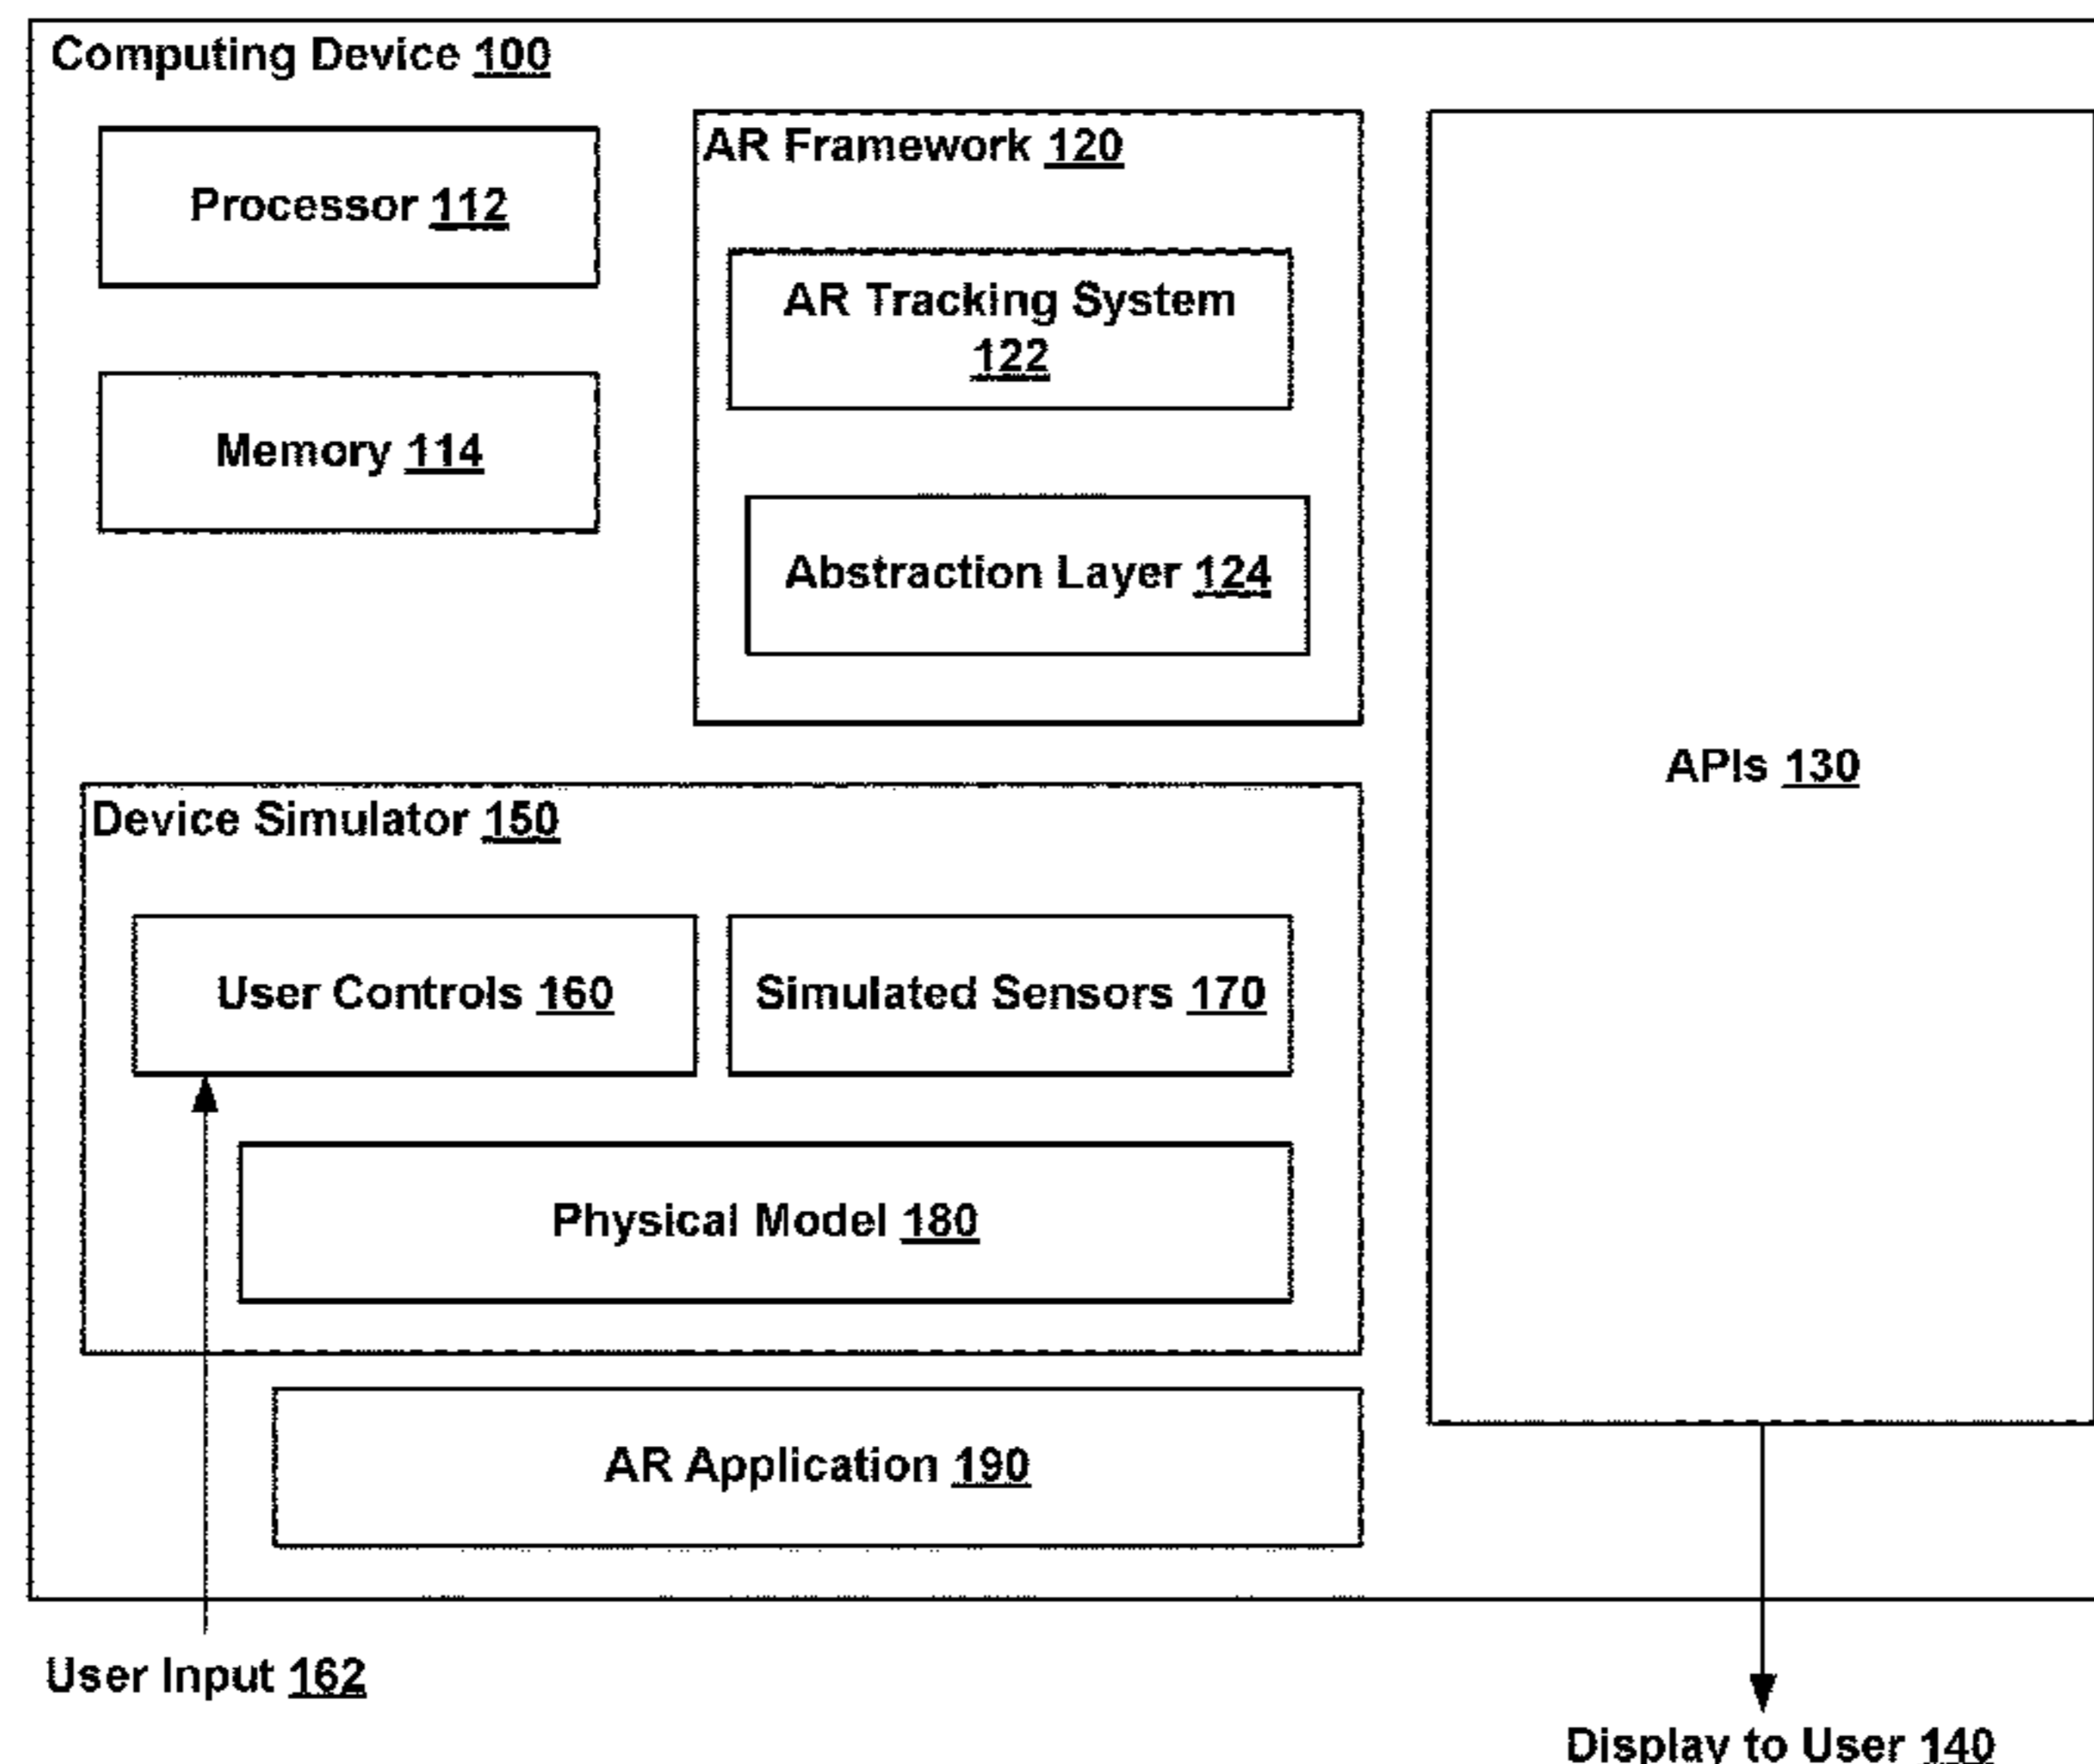 Computing Device 100
Processor 112
Memory 114
AR Framework 120
AR Tracking System
122
Abstraction Layer 124
APIs 130
Device Simulator 150
User Controls 160
Simulated Sensors 170
Physical Model 180
AR Application 190
User Input 162
Display to User 140